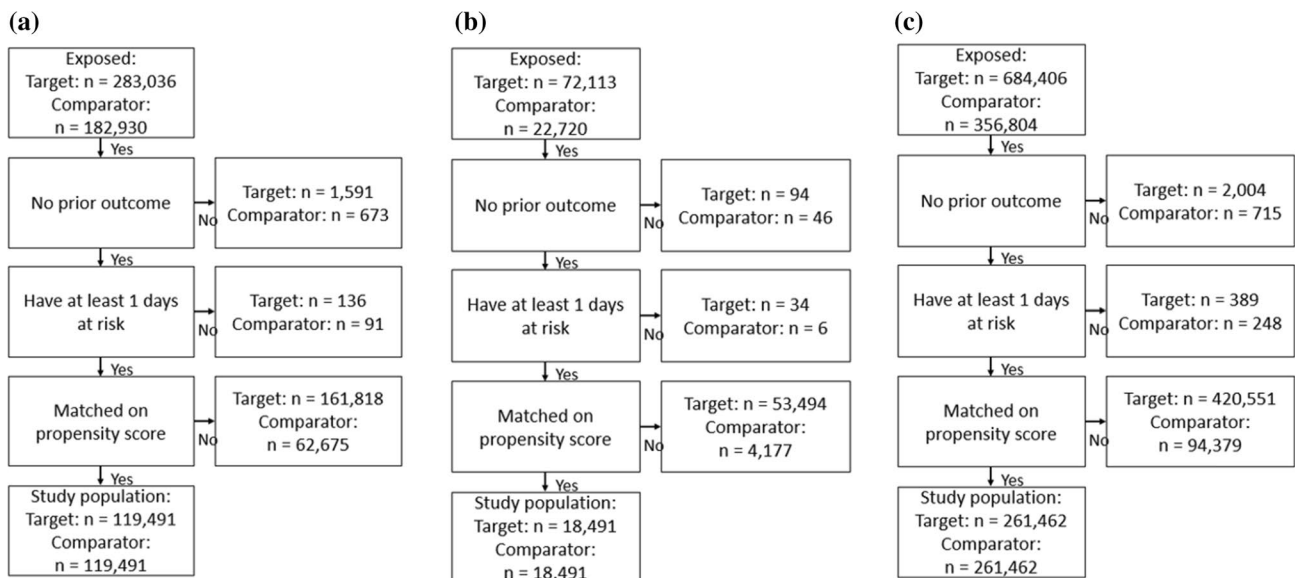 (a)
Exposed:
Target: n = 283,036
Comparator:
n = 182,930
Yes
No prior outcome
No
Target: n = 1,591
Comparator: n = 673
Yes
Have at least 1 days
at risk
No
Target: n = 136
Comparator: n = 91
Yes
Matched on
propensity score
No
Target: n = 161,818
Comparator:
n = 62,675
Yes
Study population:
Target: n = 119,491
Comparator:
n = 119,491
(b)
Exposed:
Target: n = 72,113
Comparator:
n = 22,720
Yes
No prior outcome
No
Target: n = 94
Comparator: n = 46
Yes
Have at least 1 days
at risk
No
Target: n = 34
Comparator: n = 6
Yes
Matched on
propensity score
No
Target: n = 53,494
Comparator:
n = 4,177
Yes
Study population:
Target: n = 18,491
Comparator:
n = 18,491
(c)
Exposed:
Target: n = 684,406
Comparator:
n = 356,804
Yes
No prior outcome
No
Target: n = 2,004
Comparator: n = 715
Yes
Have at least 1 days
at risk
No
Target: n = 389
Comparator: n = 248
Yes
Matched on
propensity score
No
Target: n = 420,551
Comparator:
n = 94,379
Yes
Study population:
Target: n = 261,462
Comparator:
n = 261,462